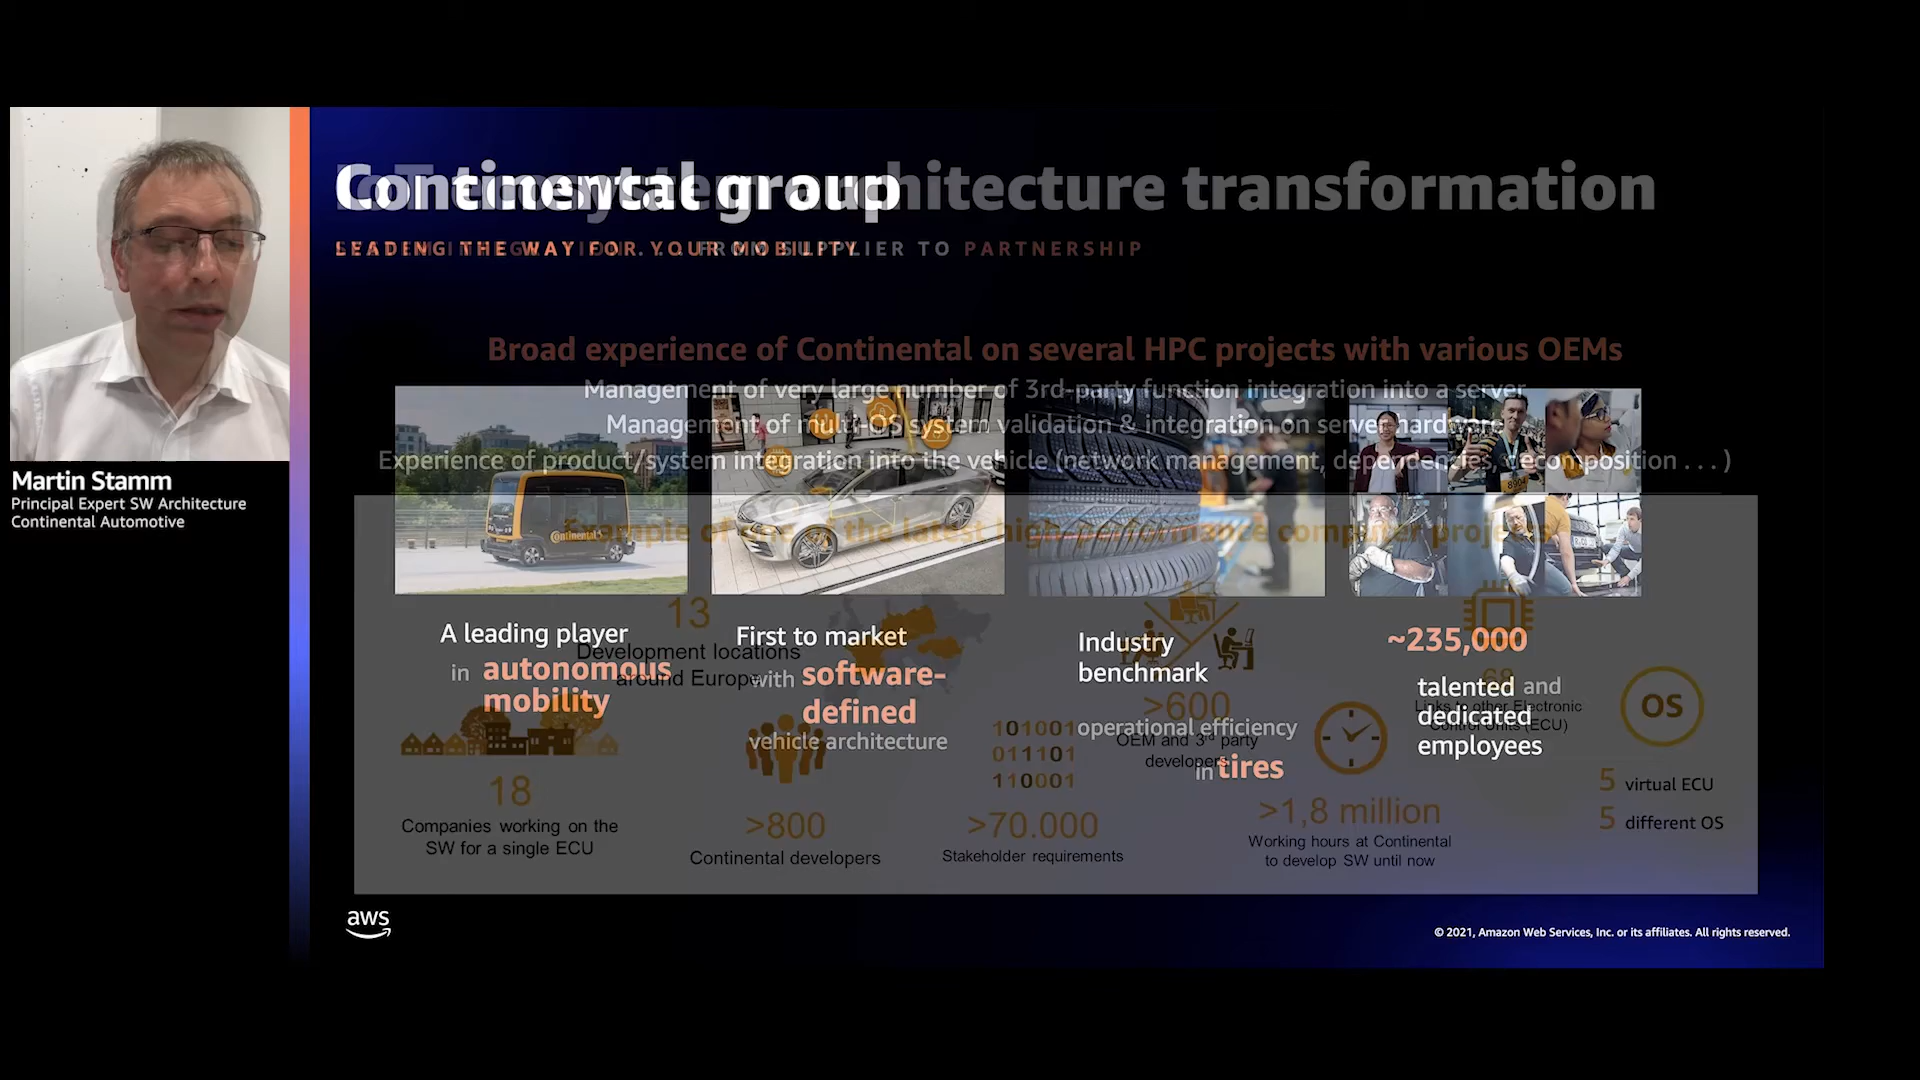 Continental group
architecture transformation
LEADING THE WAY FOR YOUR MOBILITY
FROM SUPPLIER TO PARTNERSHIP
Broad experience of Continental on several HPC projects with various OEMs
Management of very large number of 3rd-party function integration into a server
Management of multi-OS system validation & integration on server hardware
Experience of product/system integration into the vehicle (network management, dependencies, decomposition . . .)
Martin Stamm
Principal Expert SW Architecture
Continental Automotive
Example of one of the latest high-performance computer projects
Continental
A leading player
in autonomous
mobility
First to market
with software-
defined
vehicle architecture
Industry
benchmark
operational efficiency
in tires
~235,000
talented and
dedicated
employees
13
Development locations
around Europe
>600
OEM and 3rd party
developers
68
Links to other Electronic
Control Units (ECU)
OS
18
Companies working on the
SW for a single ECU
>800
Continental developers
101001
011101
110001
>70.000
Stakeholder requirements
>1,8 million
Working hours at Continental
to develop SW until now
5 virtual ECU
5 different OS
aws
© 2021, Amazon Web Services, Inc. or its affiliates. All rights reserved.